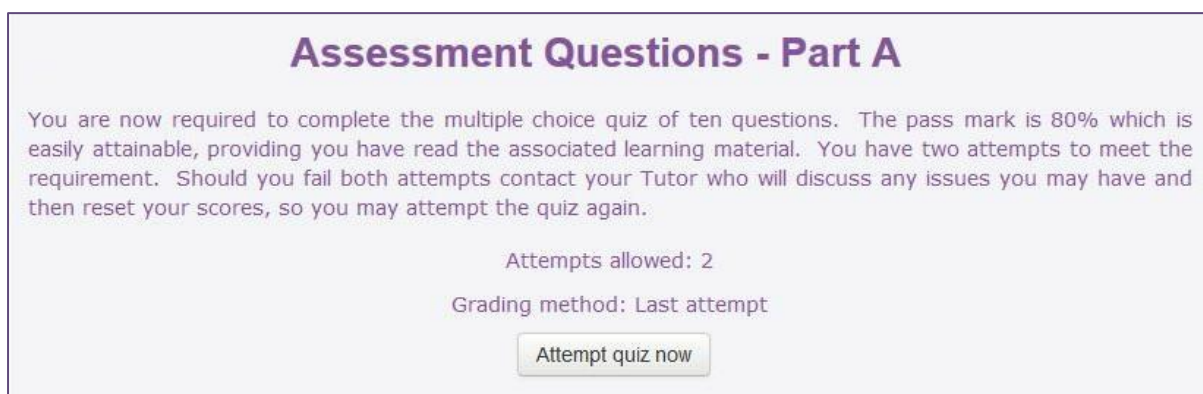 Assessment Questions - Part A
You are now required to complete the multiple choice quiz of ten questions. The pass mark is 80% which is
easily attainable, providing you have read the associated learning material. You have two attempts to meet the
requirement. Should you fail both attempts contact your Tutor who will discuss any issues you may have and
then reset your scores, so you may attempt the quiz again.
Attempts allowed: 2
Grading method: Last attempt
Attempt quiz now